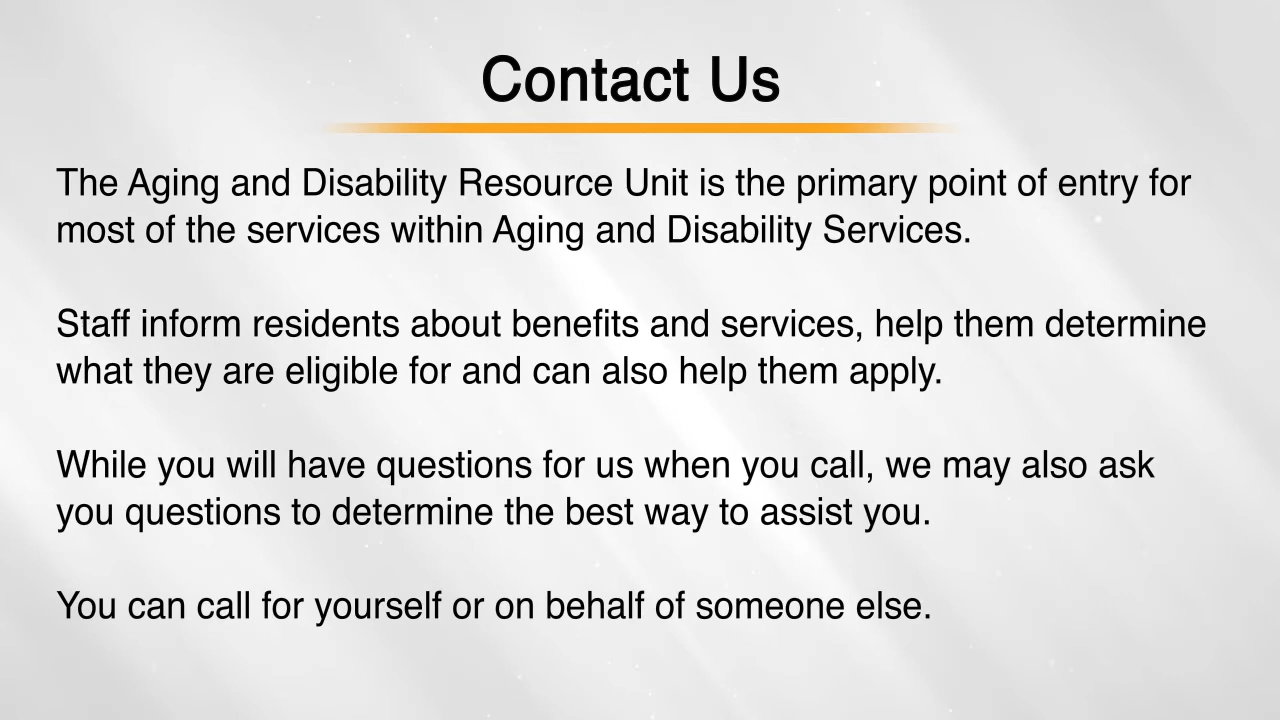 Contact Us
The Aging and Disability Resource Unit is the primary point of entry for
most of the services within Aging and Disability Services.
Staff inform residents about benefits and services, help them determine
what they are eligible for and can also help them apply.
While you will have questions for us when you call, we may also ask
you questions to determine the best way to assist you.
You can call for yourself or on behalf of someone else.